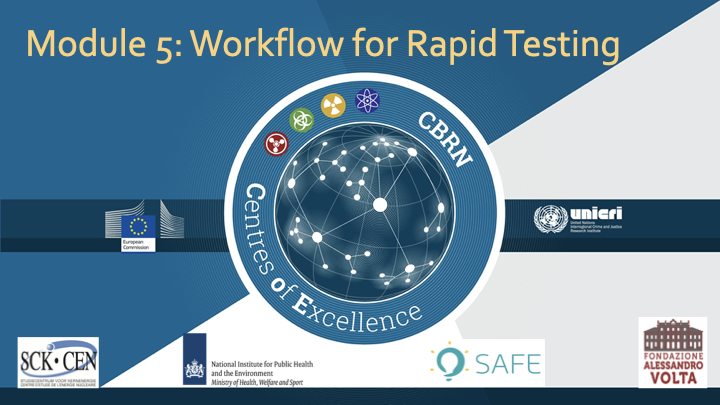 Module 5: Workflow for Rapid Testing
CBRN
Centres of Excellence
European
Commission
unicri
United Nations
Interregional Crime and Justice
Research Institute
SCK•CEN
STUDIECENTRUM VOOR KERNENERGIE
CENTRE D'ETUDE DE L'ENERGIE NUCLEAIRE
National Institute for Public Health
and the Environment
Ministry of Health, Welfare and Sport
SAFE
FONDAZIONE
ALESSANDRO
VOLTA